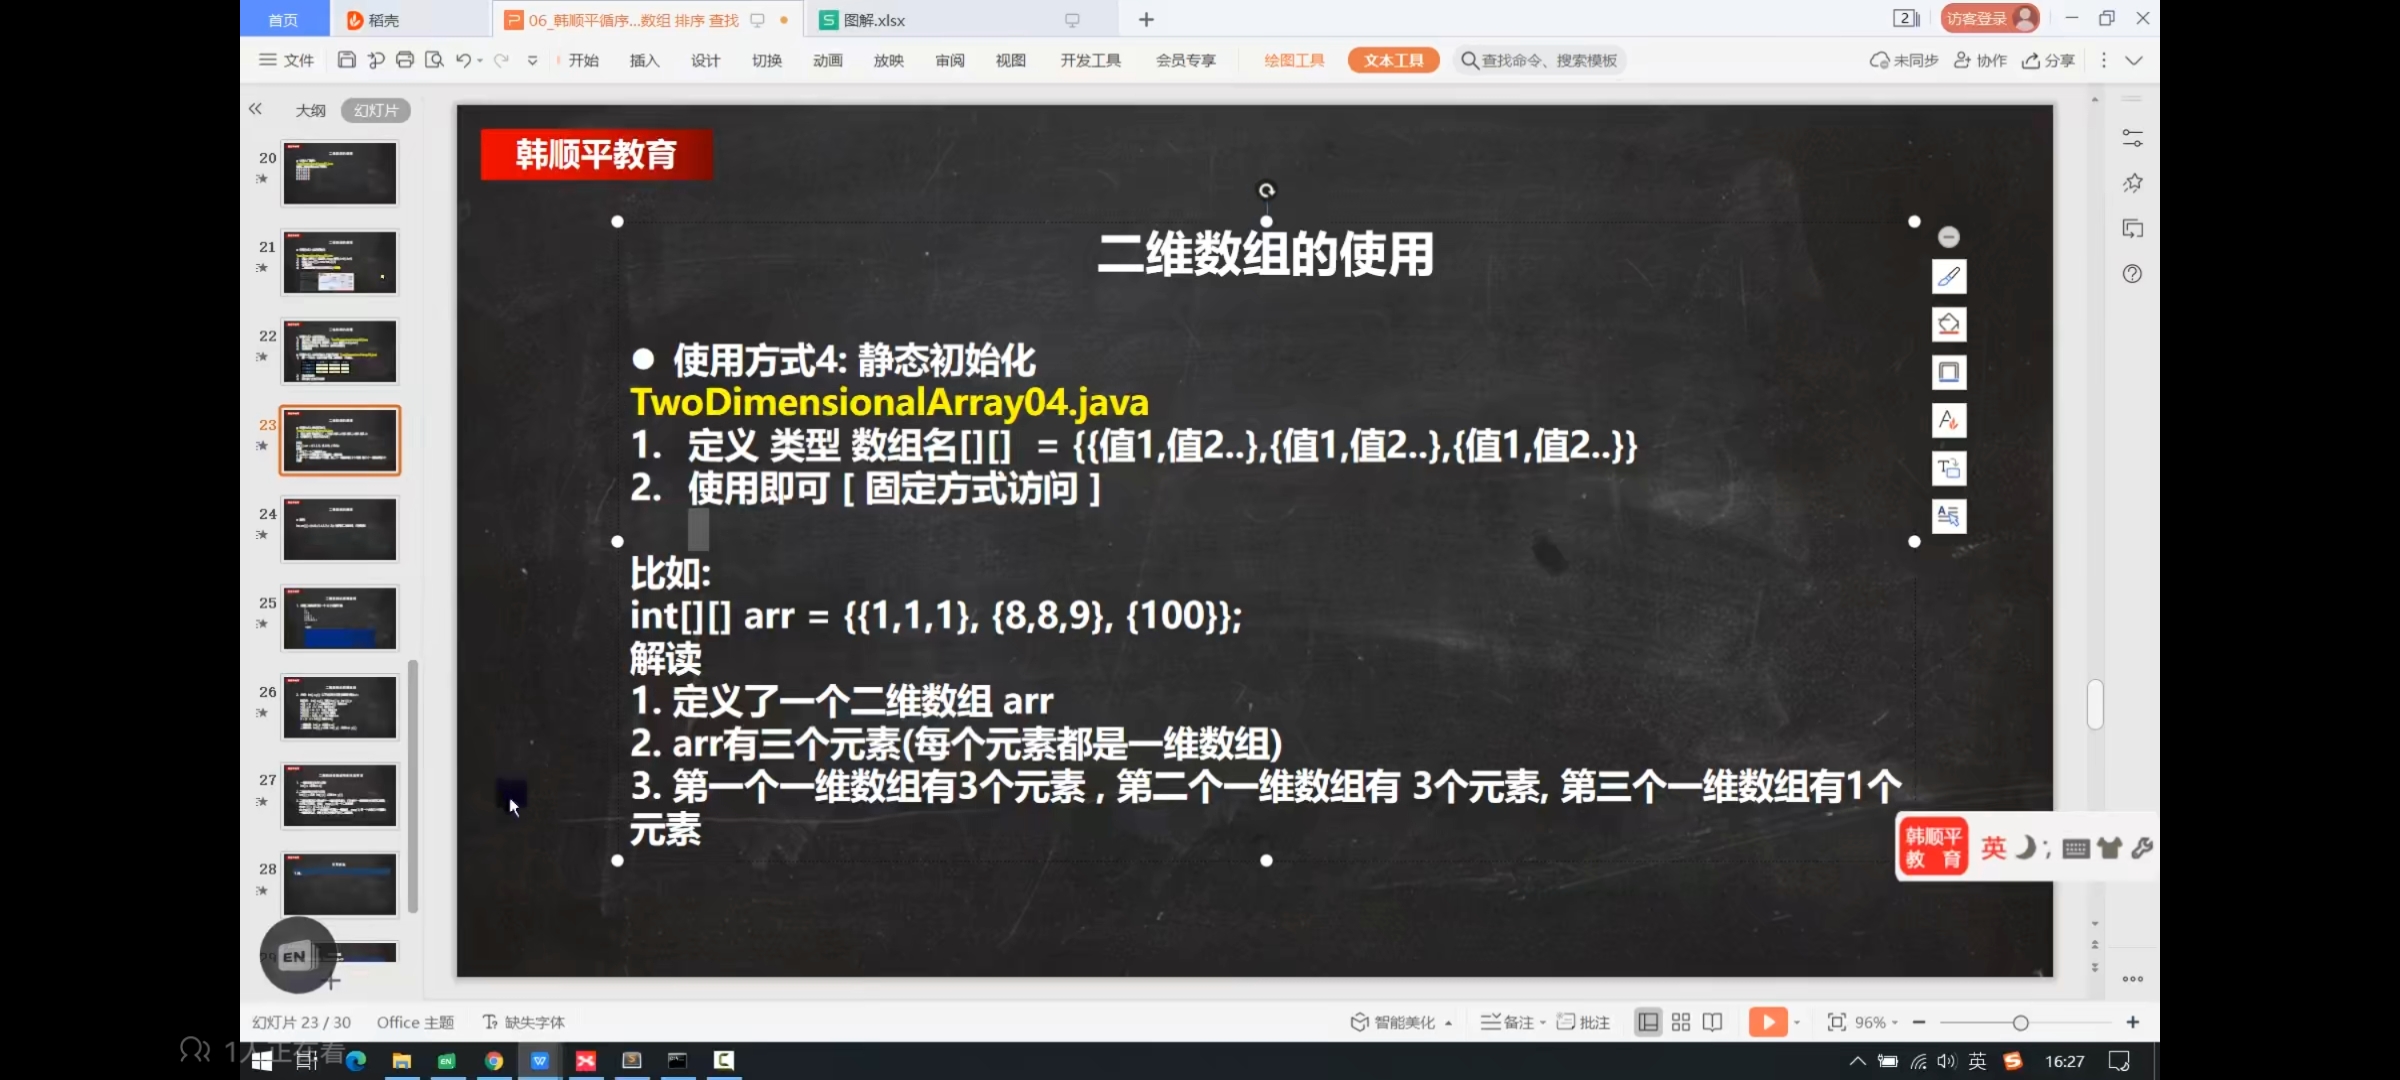 首页
稻壳
06_韩顺平循序...数组 排序 查找
图解.xlsx
2
访客登录
文件
开始
插入
设计
切换
动画
放映
审阅
视图
开发工具
会员专享
绘图工具
文本工具
查找命令、搜索模板
未同步
协作
分享
大纲
幻灯片
20
21
22
23
24
25
26
27
28
29
韩顺平教育
二维数组的使用
● 使用方式4: 静态初始化
TwoDimensionalArray04.java
1. 定义 类型 数组名[][] = {{值1,值2..},{值1,值2..},{值1,值2..}}
2. 使用即可 [ 固定方式访问 ]
比如:
int[][] arr = {{1,1,1}, {8,8,9}, {100}};
解读
1. 定义了一个二维数组 arr
2. arr有三个元素(每个元素都是一维数组)
3. 第一个一维数组有3个元素 , 第二个一维数组有 3个元素, 第三个一维数组有1个
元素
韩顺平
教 育
英
EN
幻灯片 23 / 30
Office 主题
缺失字体
智能美化
备注
批注
96%
1人正在看
英
16:27